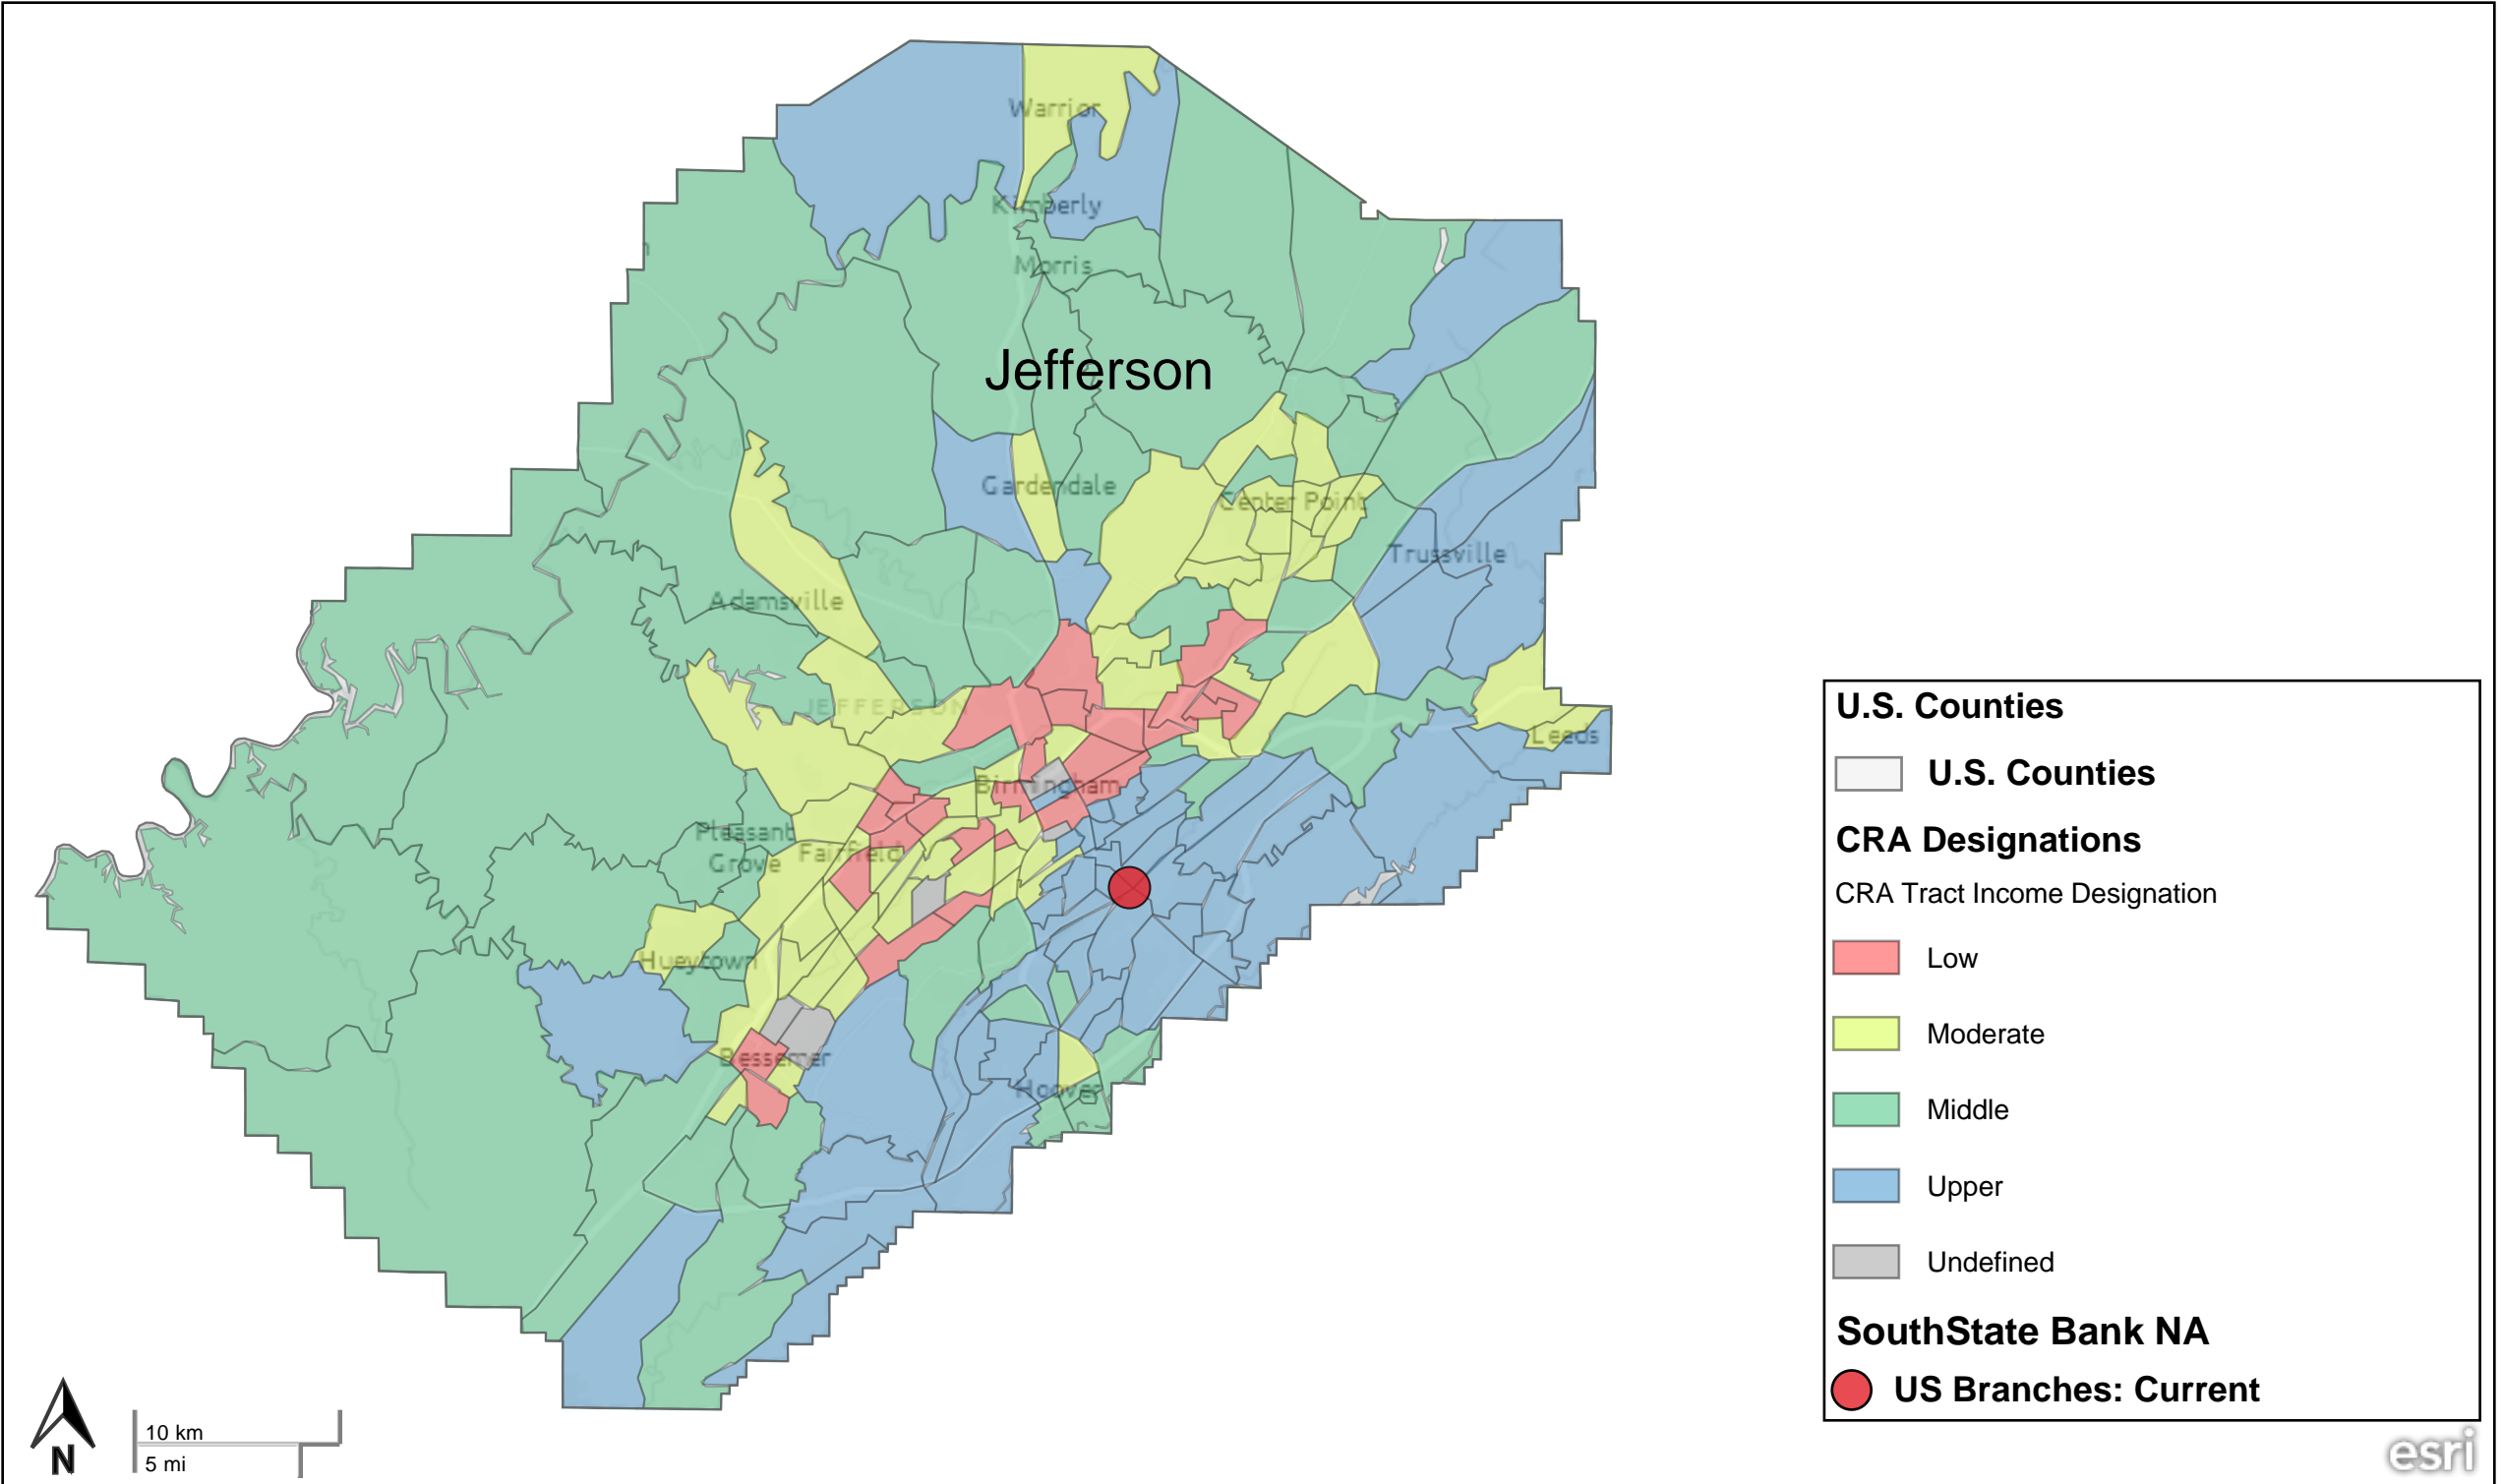 Warrior
Kimberly
Morris
Jefferson
Gardendale
Center Point
Trussville
Adamsville
JEFFERSON
Leeds
Birmingham
Pleasant
Grove
Fairfield
Hueytown
Bessemer
Hoover
U.S. Counties
U.S. Counties
CRA Designations
CRA Tract Income Designation
Low
Moderate
Middle
Upper
Undefined
SouthState Bank NA
US Branches: Current
N
10 km
5 mi
esri